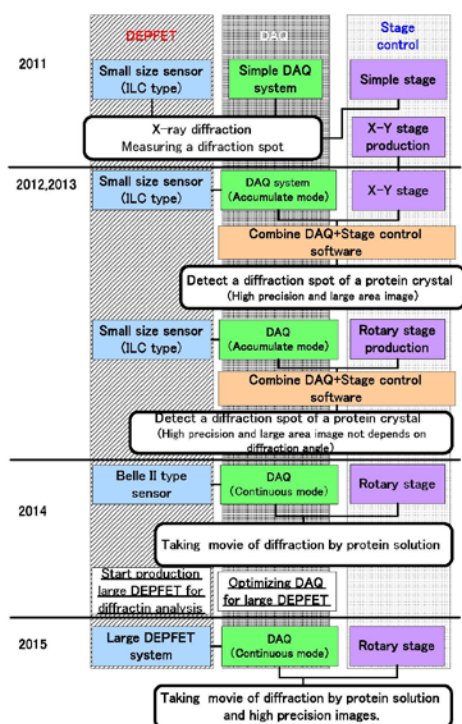 DEPFET
DAQ
Stage
control
2011
Small size sensor
(ILC type)
Simple DAQ
system
Simple stage
X-ray diffraction
Measuring a difraction spot
X-Y stage
production
2012,2013
Small size sensor
(ILC type)
DAQ system
(Accumulate mode)
X-Y stage
Combine DAQ+Stage control
software
Detect a diffraction spot of a protein crystal
(High precision and large area image)
Small size sensor
(ILC type)
DAQ
(Accumulate mode)
Rotary stage
production
Combine DAQ+Stage control
software
Detect a diffraction spot of a protein crystal
(High precision and large area image not depends on
diffraction angle)
2014
Belle II type
sensor
DAQ
(Continuous mode)
Rotary stage
Taking movie of diffraction by protein solution
Start production
large DEPFET for
diffractin analysis
Optimizing DAQ
for large DEPFET
2015
Large DEPFET
system
DAQ
(Continuous mode)
Rotary stage
Taking movie of diffraction by protein solution
and high precision images.